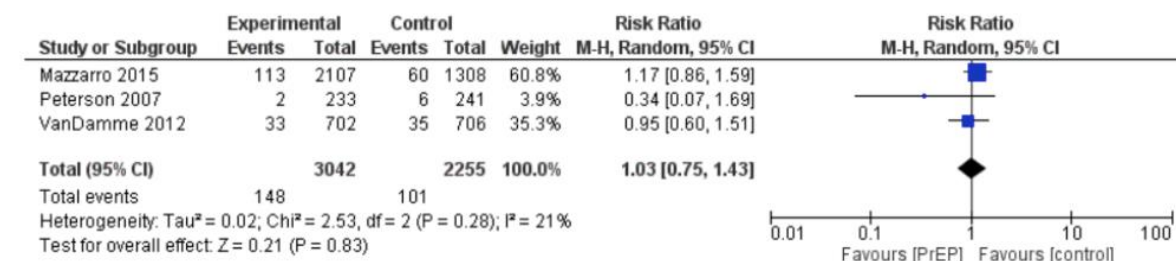 Experimental Control Risk Ratio Risk Ratio
Study or Subgroup Events Total Events Total Weight M-H, Random, 95% CI M-H, Random, 95% CI
Mazzarro 2015 113 2107 60 1308 60.8% 1.17 [0.86, 1.59]
Peterson 2007 2 233 6 241 3.9% 0.34 [0.07, 1.69]
VanDamme 2012 33 702 35 706 35.3% 0.95 [0.60, 1.51]
Total (95% CI) 3042 2255 100.0% 1.03 [0.75, 1.43]
Total events 148 101
Heterogeneity: Tau² = 0.02; Chi² = 2.53, df = 2 (P = 0.28); I² = 21%
Test for overall effect: Z = 0.21 (P = 0.83)
0.01 0.1 1 10 100
Favours [PrEP] Favours [control]